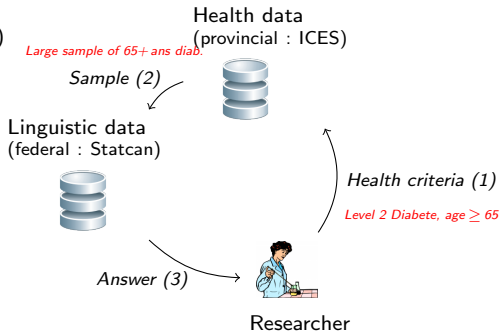 )
Health data
(provincial : ICES)
Large sample of 65+ ans diab.
Sample (2)
Linguistic data
(federal : Statcan)
Health criteria (1)
Level 2 Diabete, age ≥ 65
Answer (3)
Researcher